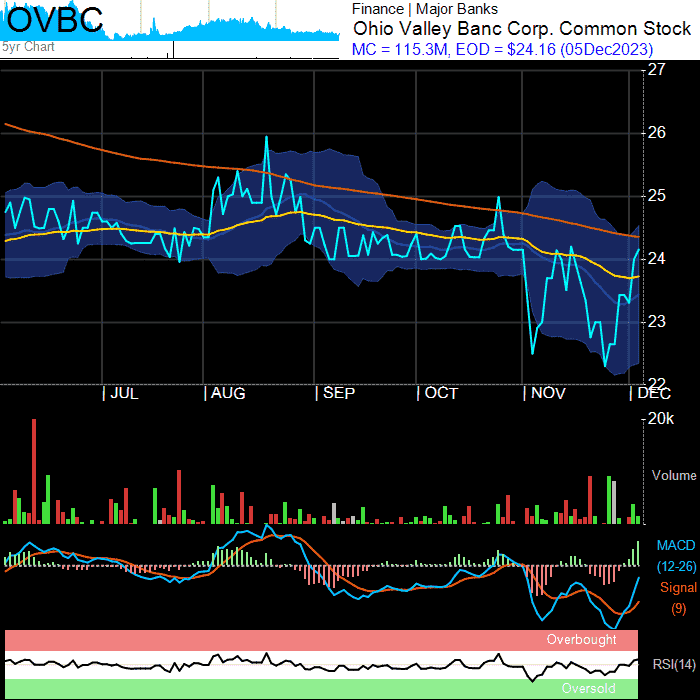 OVBC
5yr Chart
Finance | Major Banks
Ohio Valley Banc Corp. Common Stock
MC = 115.3M, EOD = $24.16 (05Dec2023)
27
26
25
24
23
22
JUL
AUG
SEP
OCT
NOV
DEC
20k
Volume
MACD
(12-26)
Signal
(9)
Overbought
RSI(14)
Oversold